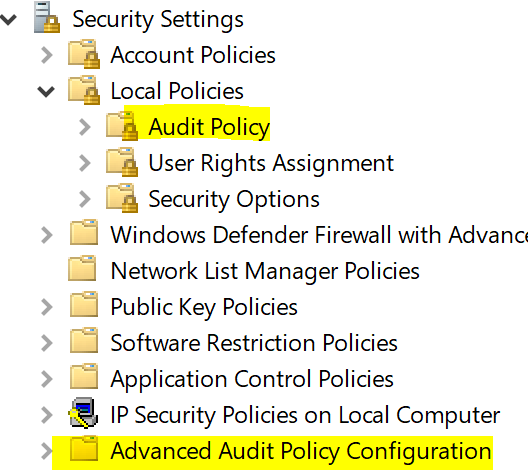 Security Settings
Account Policies
Local Policies
Audit Policy
User Rights Assignment
Security Options
Windows Defender Firewall with Advance
Network List Manager Policies
Public Key Policies
Software Restriction Policies
Application Control Policies
IP Security Policies on Local Computer
Advanced Audit Policy Configuration